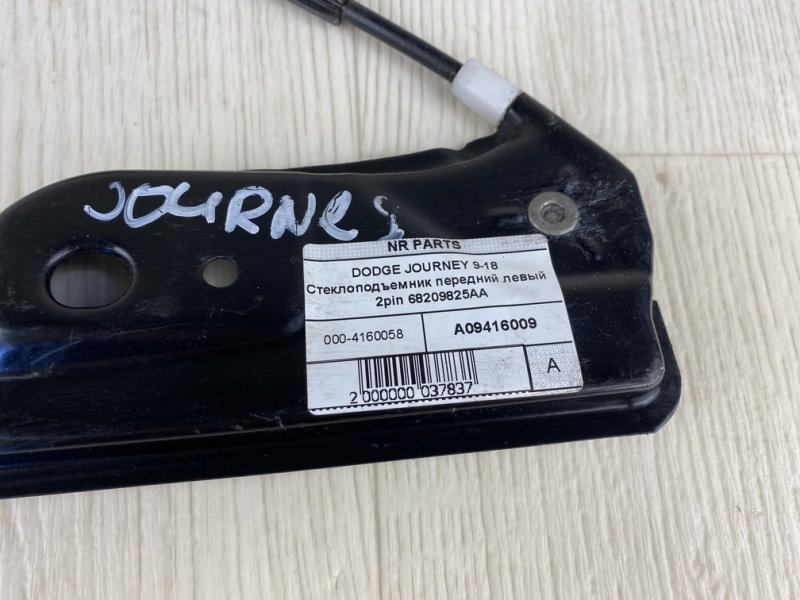 JOURNEY
NR PARTS
DODGE JOURNEY 9-18
Стеклоподъемник передний левый
2pin 68209825AA
000-4160058
A09416009
A
2 000000 037837